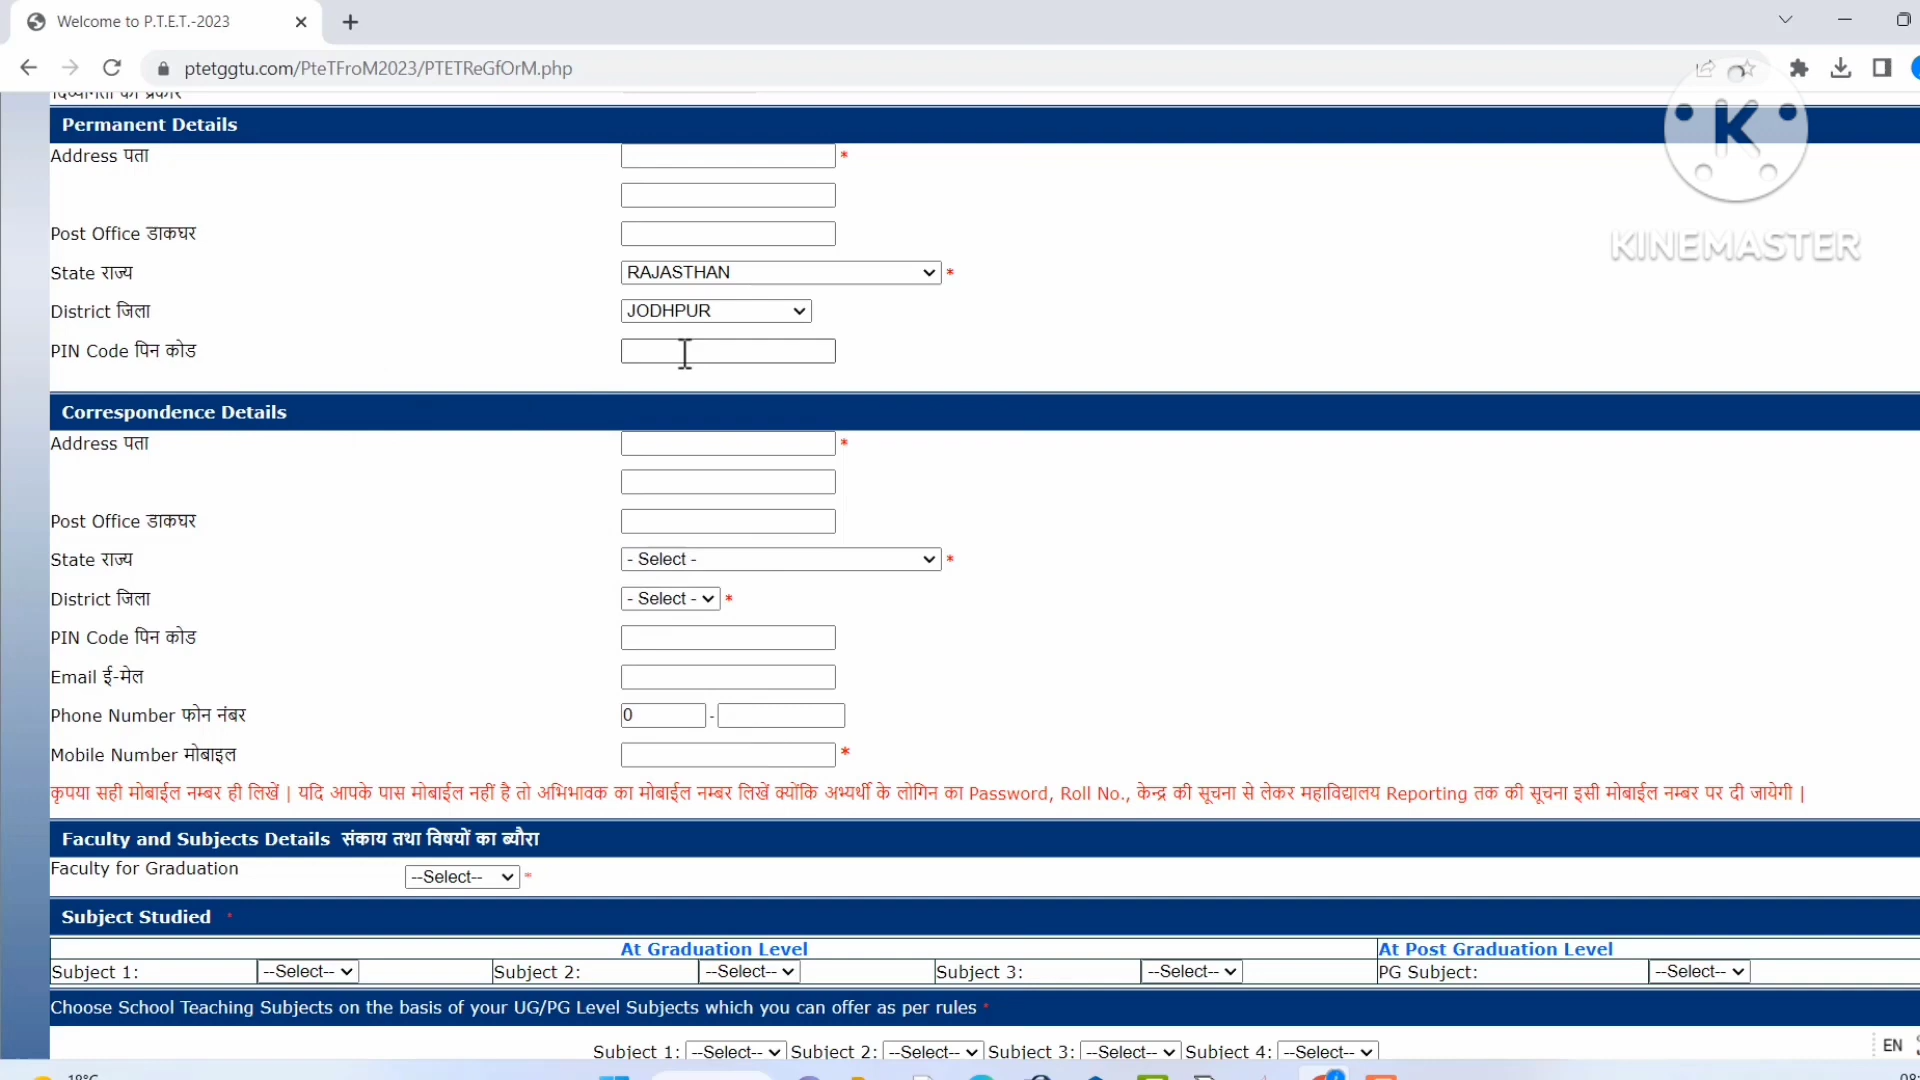 Welcome to P.T.E.T.-2023
ptetggtu.com/PteTFroM2023/PTETReGfOrM.php
दिव्यांगता का प्रकार
Permanent Details
Address पता *
Post Office डाकघर
State राज्य RAJASTHAN *
District जिला JODHPUR
PIN Code पिन कोड
K
KINEMASTER
Correspondence Details
Address पता *
Post Office डाकघर
State राज्य - Select - *
District जिला - Select - *
PIN Code पिन कोड
Email ई-मेल
Phone Number फोन नंबर 0 -
Mobile Number मोबाइल *
कृपया सही मोबाईल नम्बर ही लिखें | यदि आपके पास मोबाईल नहीं है तो अभिभावक का मोबाईल नम्बर लिखें क्योंकि अभ्यर्थी के लोगिन का Password, Roll No., केन्द्र की सूचना से लेकर महाविद्यालय Reporting तक की सूचना इसी मोबाईल नम्बर पर दी जायेगी |
Faculty and Subjects Details संकाय तथा विषयों का ब्यौरा
Faculty for Graduation --Select-- *
Subject Studied *
At Graduation Level At Post Graduation Level
Subject 1: --Select-- Subject 2: --Select-- Subject 3: --Select-- PG Subject: --Select--
Choose School Teaching Subjects on the basis of your UG/PG Level Subjects which you can offer as per rules *
Subject 1: --Select-- Subject 2: --Select-- Subject 3: --Select-- Subject 4: --Select--
EN
18°C